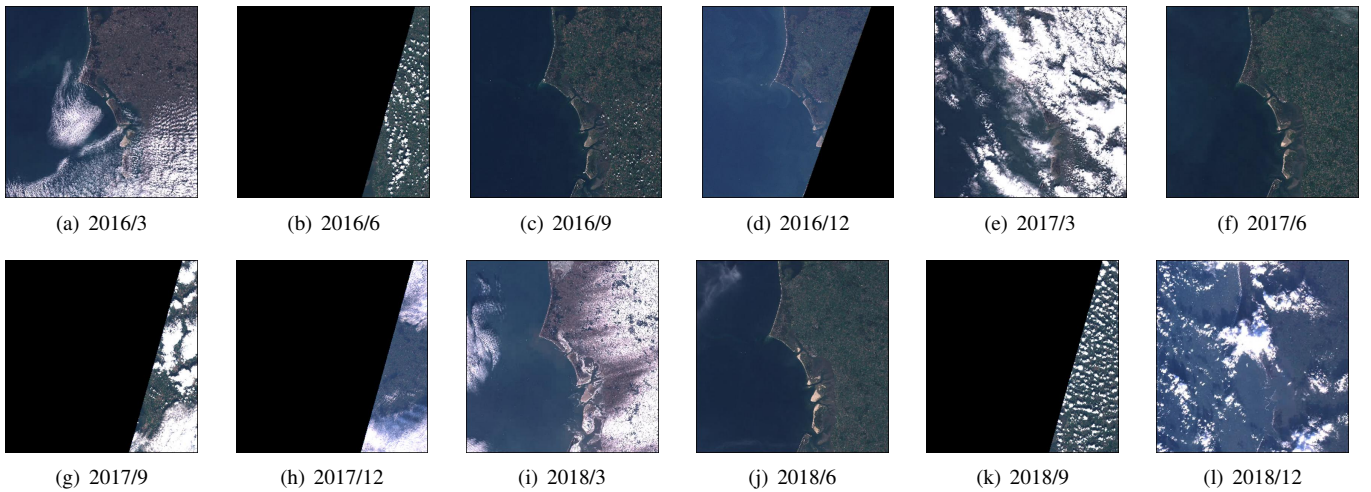 (a) 2016/3
(b) 2016/6
(c) 2016/9
(d) 2016/12
(e) 2017/3
(f) 2017/6
(g) 2017/9
(h) 2017/12
(i) 2018/3
(j) 2018/6
(k) 2018/9
(l) 2018/12